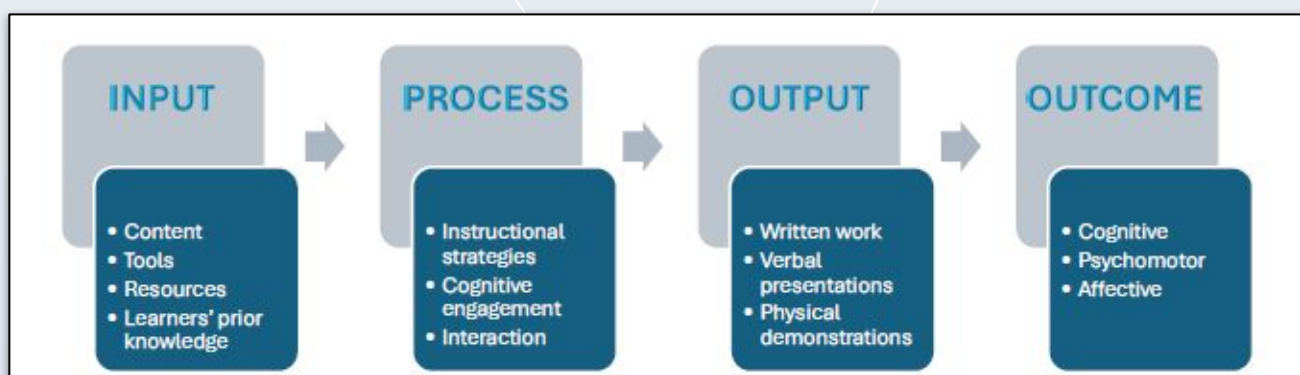 INPUT
• Content
• Tools
• Resources
• Learners' prior
knowledge
PROCESS
• Instructional
strategies
• Cognitive
engagement
• Interaction
OUTPUT
• Written work
• Verbal
presentations
• Physical
demonstrations
OUTCOME
• Cognitive
• Psychomotor
• Affective